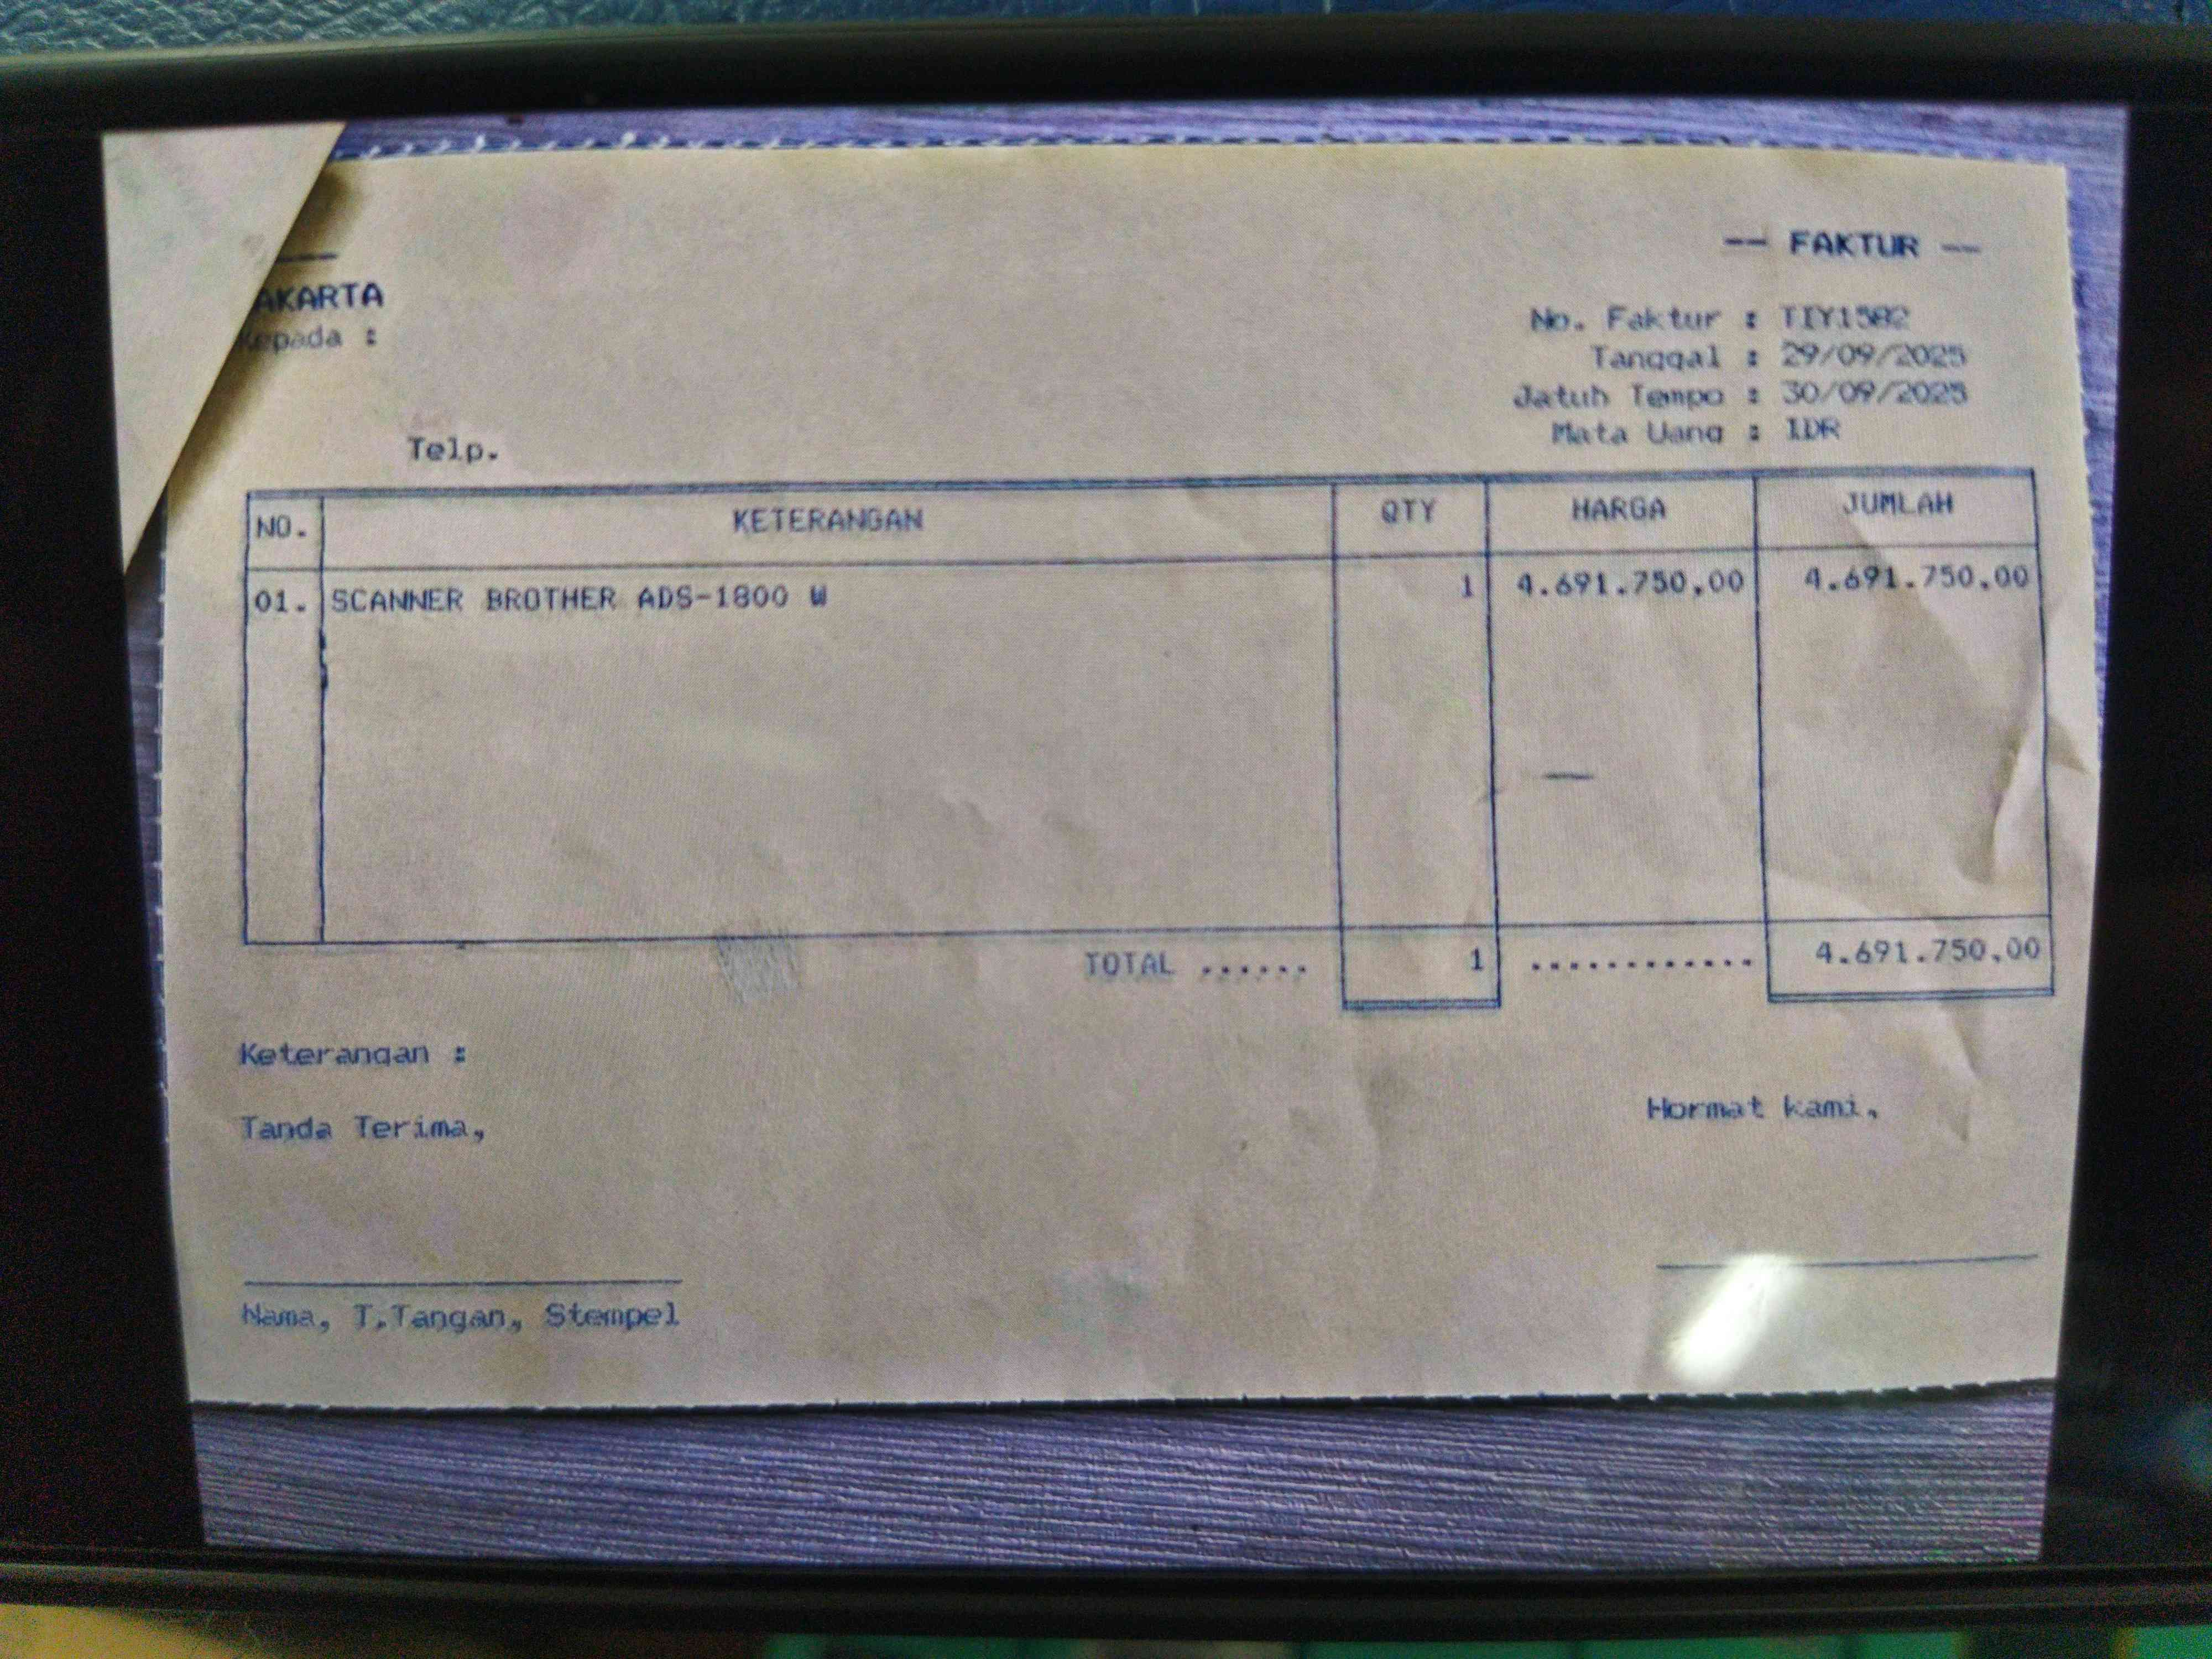 -- FAKTUR --
AKARTA
Kepada :
No. Faktur : TIY1582
Tanggal : 29/09/2025
Jatuh Tempo : 30/09/2025
Mata Uang : IDR
Telp.
NO. KETERANGAN QTY HARGA JUMLAH
01. SCANNER BROTHER ADS-1800 W 1 4.691.750,00 4.691.750,00
TOTAL ...... 1 ............ 4.691.750,00
Keterangan :
Tanda Terima, Hormat kami,
Nama, T.Tangan, Stempel